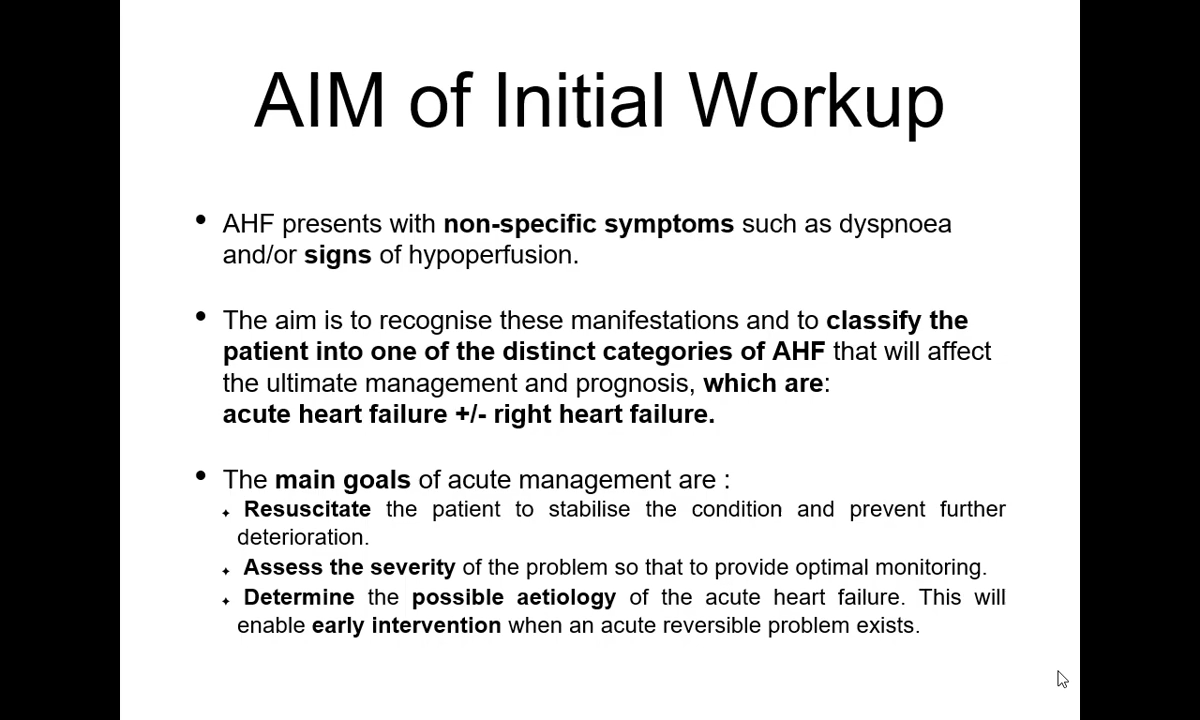 AIM of Initial Workup
• AHF presents with non-specific symptoms such as dyspnoea
and/or signs of hypoperfusion.
• The aim is to recognise these manifestations and to classify the
patient into one of the distinct categories of AHF that will affect
the ultimate management and prognosis, which are:
acute heart failure +/- right heart failure.
• The main goals of acute management are :
✦ Resuscitate the patient to stabilise the condition and prevent further
deterioration.
✦ Assess the severity of the problem so that to provide optimal monitoring.
✦ Determine the possible aetiology of the acute heart failure. This will
enable early intervention when an acute reversible problem exists.